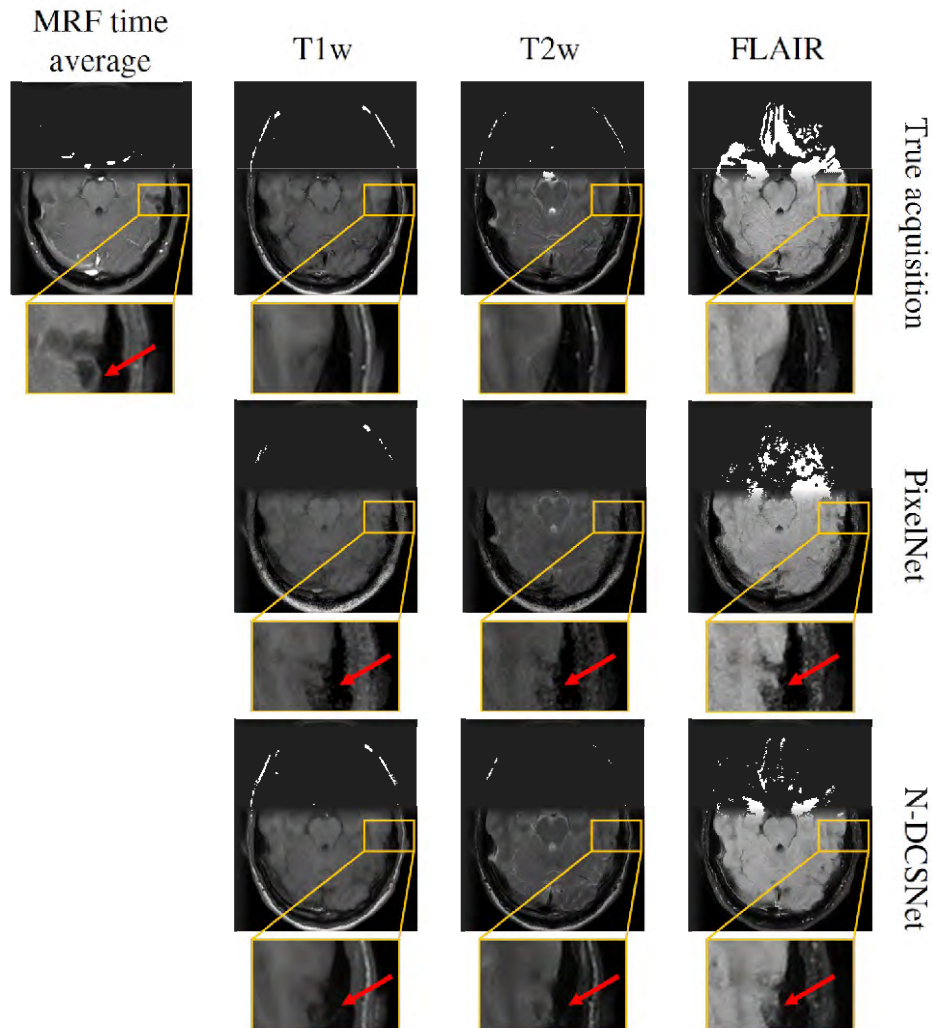 MRF time
average
T1w
T2w
FLAIR
True acquisition
PixelNet
N-DCSNet